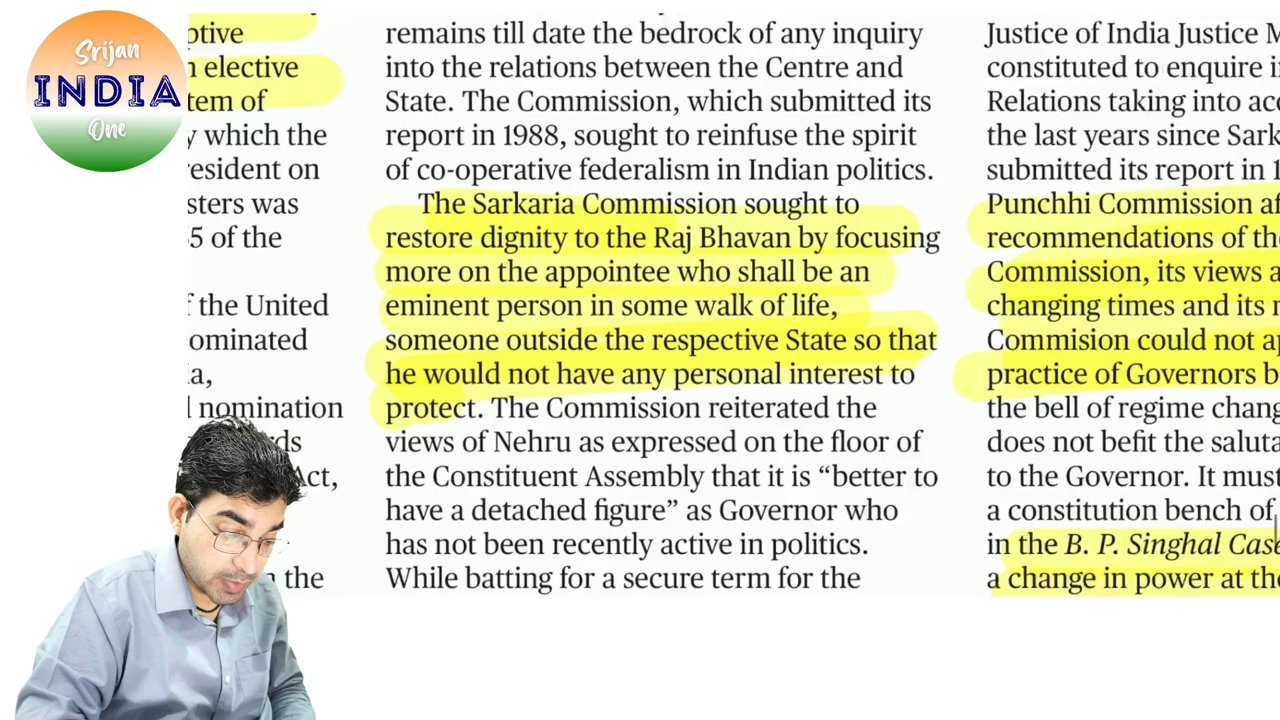 Srijan
INDIA
One
elective
of
which the
on
was
of the
of the United
nomination
the
remains till date the bedrock of any inquiry
into the relations between the Centre and
State. The Commission, which submitted its
report in 1988, sought to reinfuse the spirit
of co-operative federalism in Indian politics.
The Sarkaria Commission sought to
restore dignity to the Raj Bhavan by focusing
more on the appointee who shall be an
eminent person in some walk of life,
someone outside the respective State so that
he would not have any personal interest to
protect. The Commission reiterated the
views of Nehru as expressed on the floor of
the Constituent Assembly that it is “better to
have a detached figure” as Governor who
has not been recently active in politics.
While batting for a secure term for the
Justice of India Justice M
constituted to enquire
Relations taking into
the last years since
submitted its report in
Punchhi Commission
recommendations of
Commission, its views
changing times and its
Commision could not
practice of Governors
the bell of regime
does not befit the
to the Governor. It must
a constitution bench of
in the B. P. Singhal Case
a change in power at